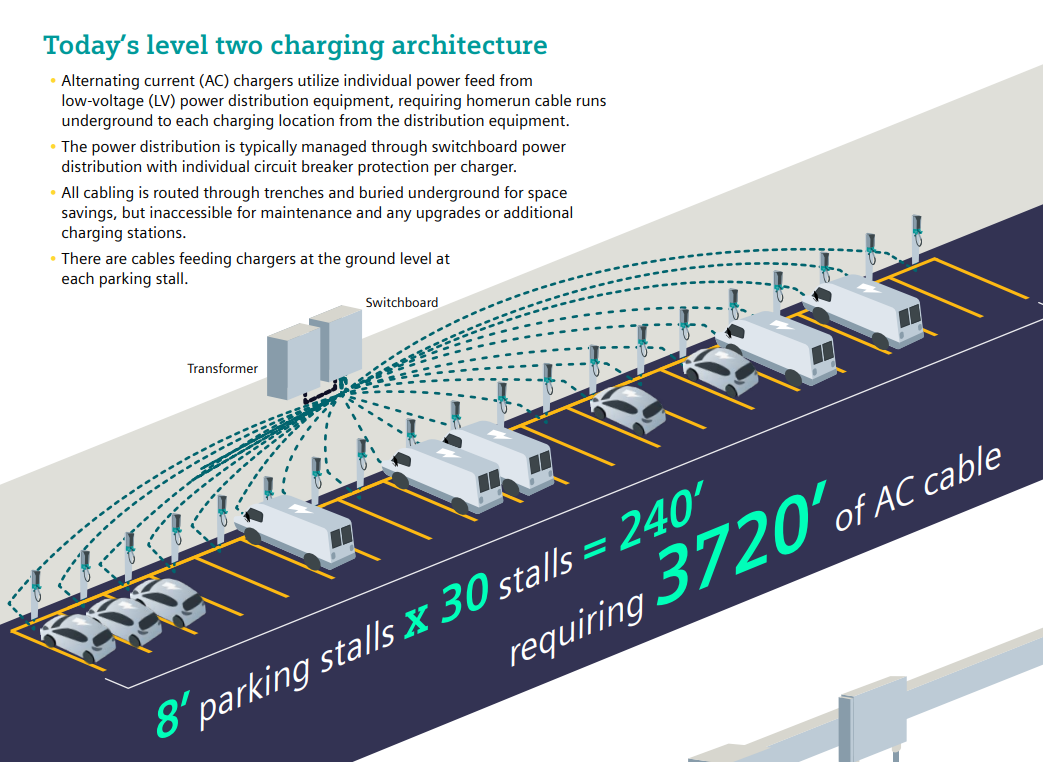 Today's level two charging architecture
• Alternating current (AC) chargers utilize individual power feed from
low-voltage (LV) power distribution equipment, requiring homerun cable runs
underground to each charging location from the distribution equipment.
• The power distribution is typically managed through switchboard power
distribution with individual circuit breaker protection per charger.
• All cabling is routed through trenches and buried underground for space
savings, but inaccessible for maintenance and any upgrades or additional
charging stations.
• There are cables feeding chargers at the ground level at
each parking stall.
Switchboard
Transformer
8′ parking stalls x 30 stalls = 240′
requiring 3720′ of AC cable